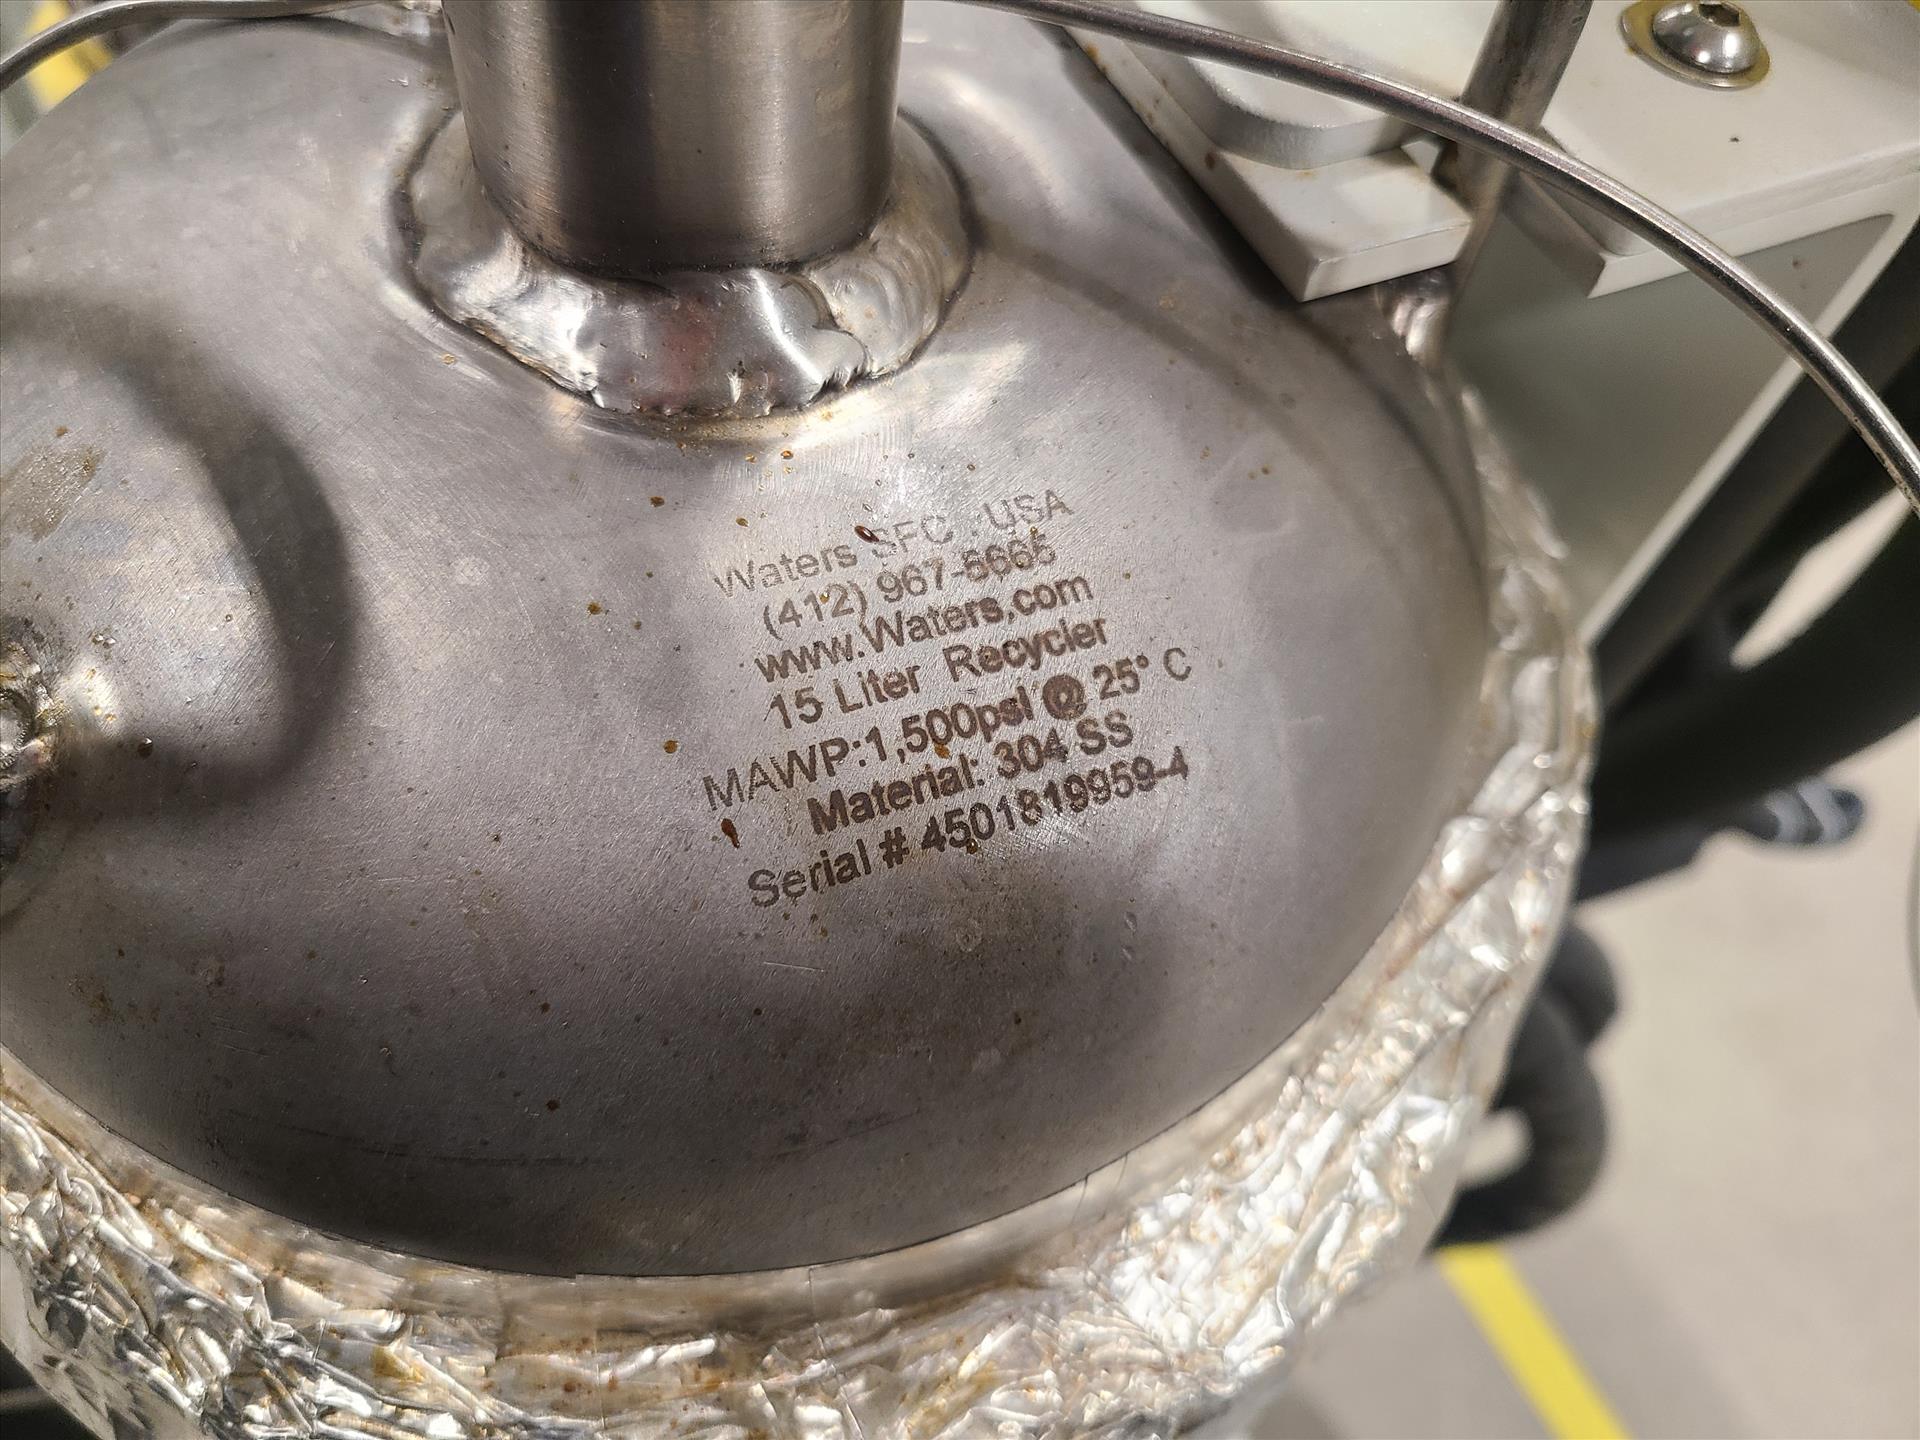 Waters SFC . USA
(412) 967-5665
www.Waters.com
15 Liter Recycler
MAWP:1,500psi @ 25° C
Material: 304 SS
Serial # 4501819959-4